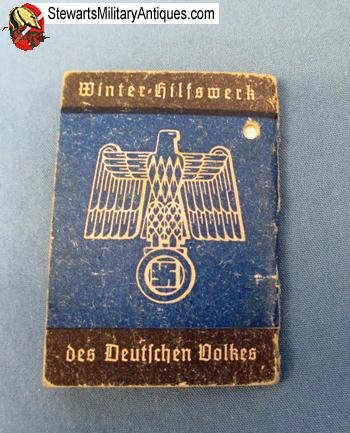 StewartsMilitaryAntiques.com
Winter-Hilfswerk
des Deutſchen Volkes